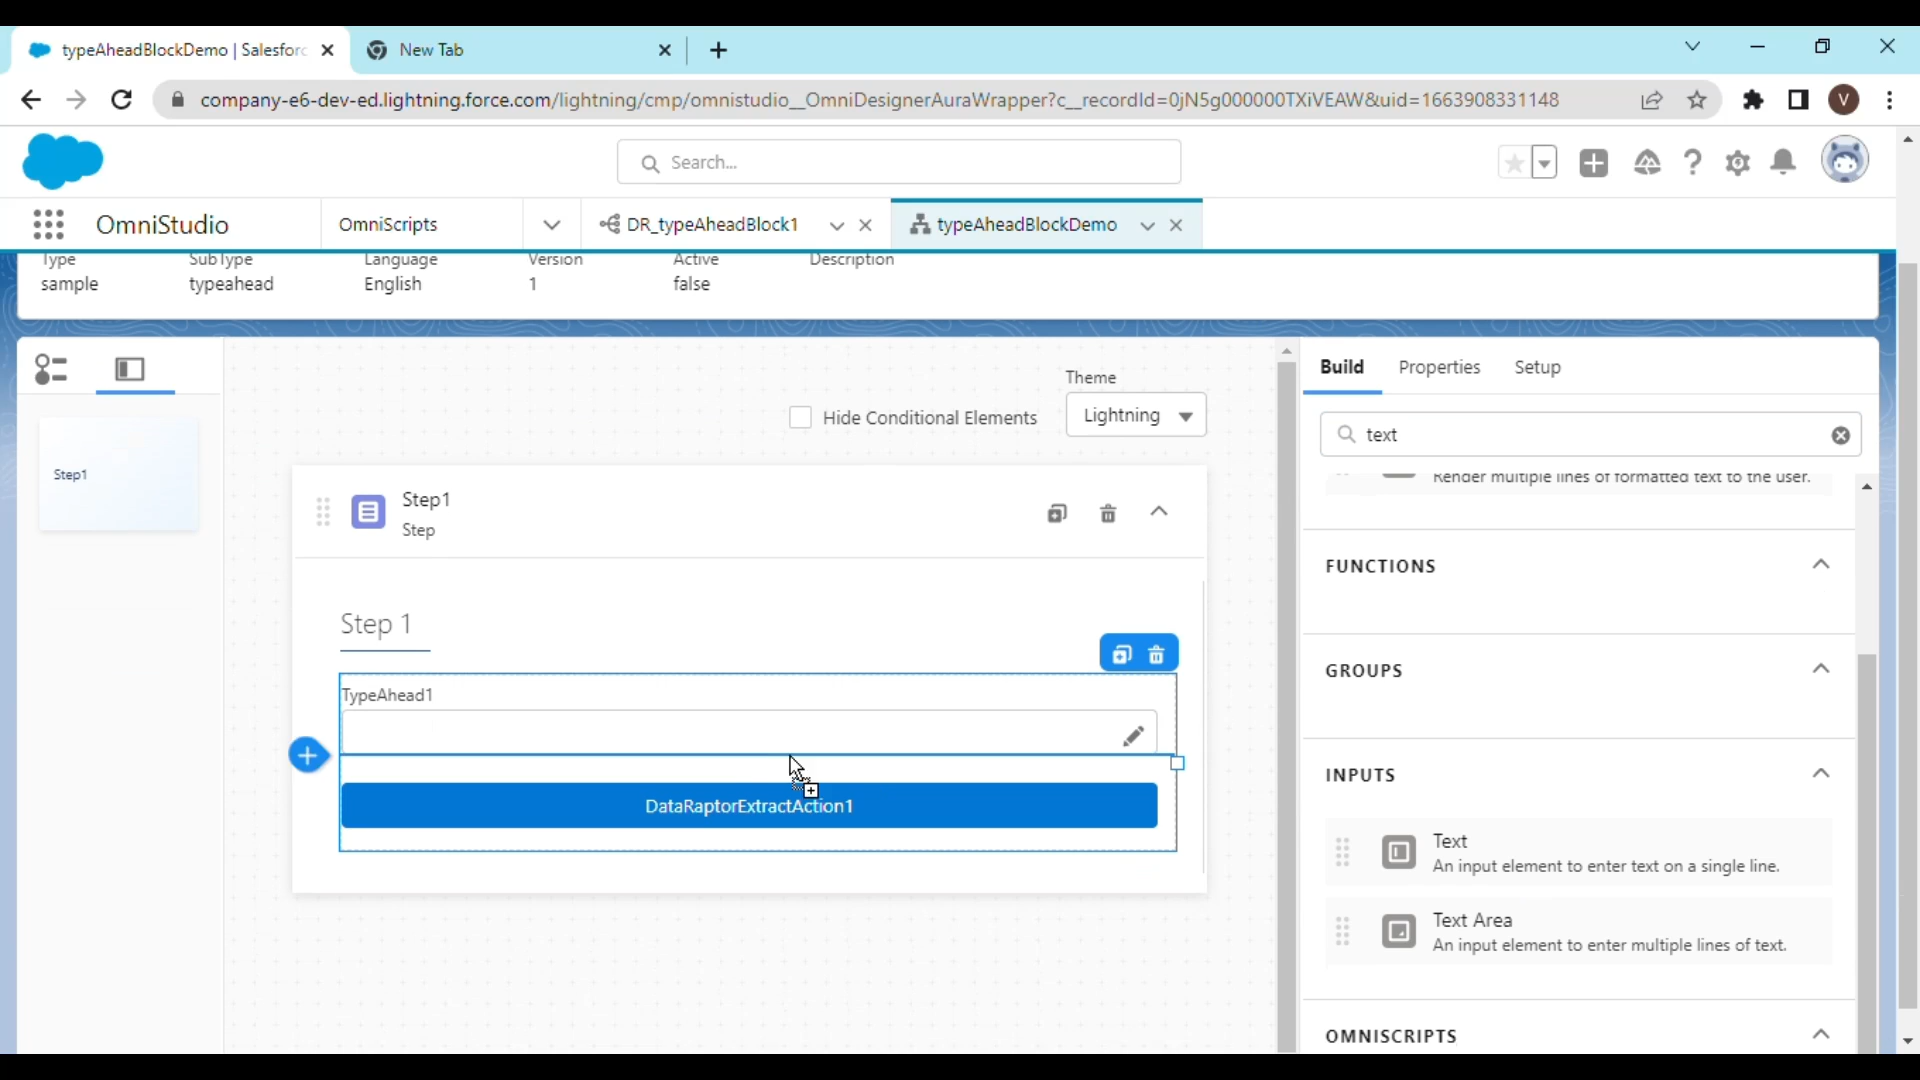 typeAheadBlockDemo | Salesforc
New Tab
company-e6-dev-ed.lightning.force.com/lightning/cmp/omnistudio__OmniDesignerAuraWrapper?c__recordId=0jN5g000000TXiVEAW&uid=1663908331148
V
Search...
OmniStudio
OmniScripts
DR_typeAheadBlock1
typeAheadBlockDemo
Type SubType Language Version Active Description
sample typeahead English 1 false
Build Properties Setup
Theme
Hide Conditional Elements
Lightning
text
Step1
Render multiple lines of formatted text to the user.
Step1
Step
FUNCTIONS
Step 1
GROUPS
TypeAhead1
INPUTS
DataRaptorExtractAction1
Text
An input element to enter text on a single line.
Text Area
An input element to enter multiple lines of text.
OMNISCRIPTS